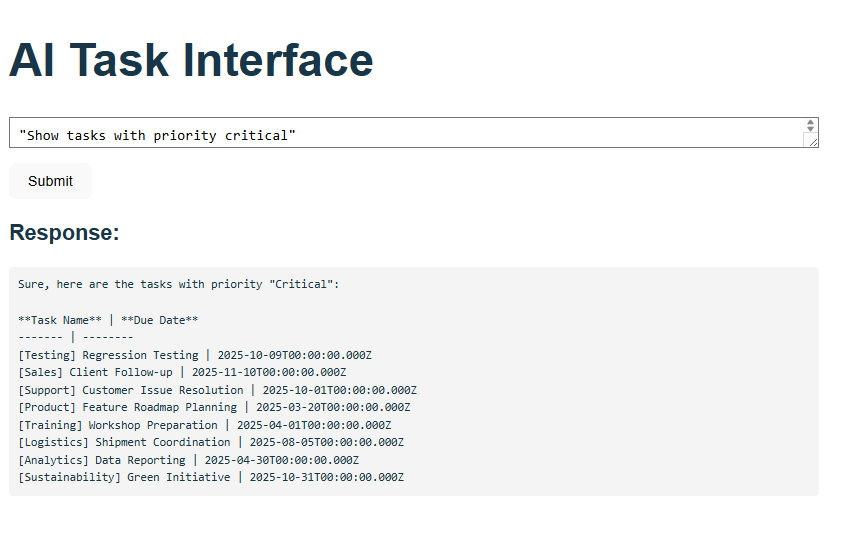 AI Task Interface
"Show tasks with priority critical"
Submit
Response:
Sure, here are the tasks with priority "Critical":
**Task Name** | **Due Date**
------- | --------
[Testing] Regression Testing | 2025-10-09T00:00:00.000Z
[Sales] Client Follow-up | 2025-11-10T00:00:00.000Z
[Support] Customer Issue Resolution | 2025-10-01T00:00:00.000Z
[Product] Feature Roadmap Planning | 2025-03-20T00:00:00.000Z
[Training] Workshop Preparation | 2025-04-01T00:00:00.000Z
[Logistics] Shipment Coordination | 2025-08-05T00:00:00.000Z
[Analytics] Data Reporting | 2025-04-30T00:00:00.000Z
[Sustainability] Green Initiative | 2025-10-31T00:00:00.000Z